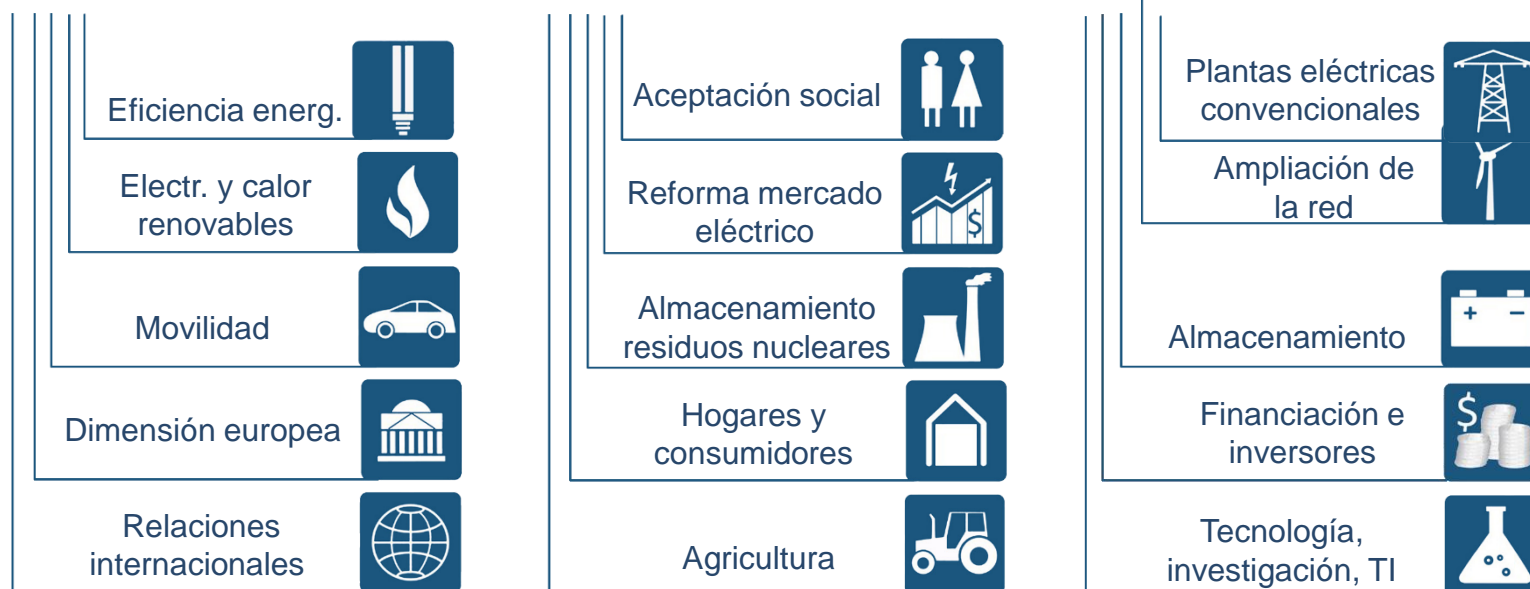 Eficiencia energ.
Electr. y calor
renovables
Movilidad
Dimensión europea
Relaciones
internacionales
Aceptación social
Reforma mercado
eléctrico
$
Almacenamiento
residuos nucleares
Hogares y
consumidores
Agricultura
Plantas eléctricas
convencionales
Ampliación de
la red
Almacenamiento
+ −
Financiación e
inversores
$
Tecnología,
investigación, TI